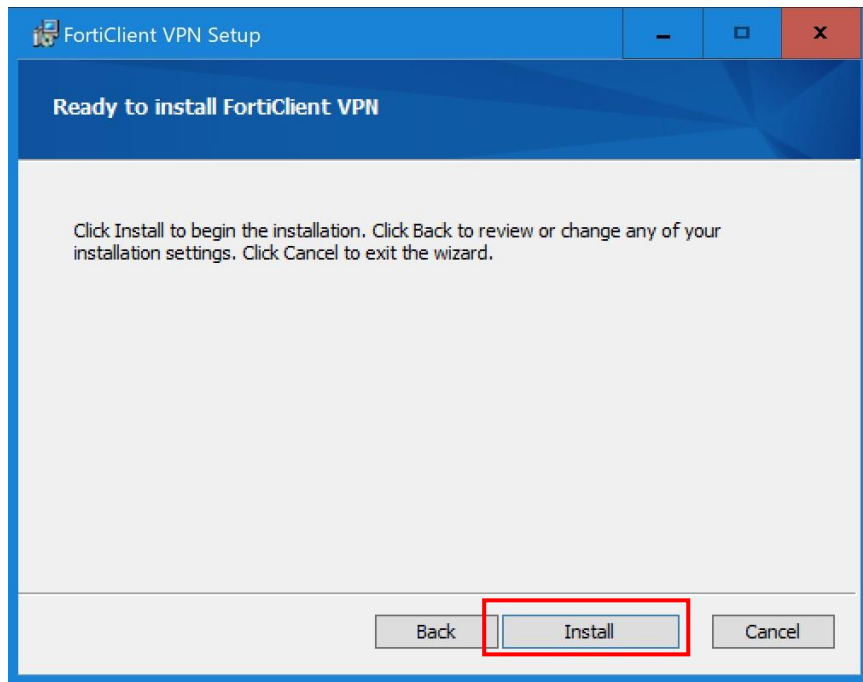 FortiClient VPN Setup
Ready to install FortiClient VPN
Click Install to begin the installation. Click Back to review or change any of your
installation settings. Click Cancel to exit the wizard.
Back Install Cancel